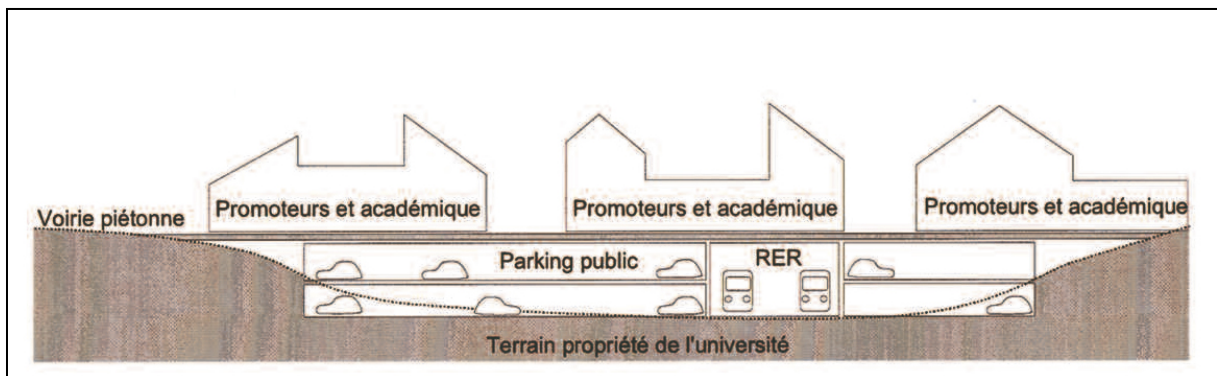 Promoteurs et académique
Promoteurs et académique
Promoteurs et académique
Voirie piétonne
Parking public
RER
Terrain propriété de l'université